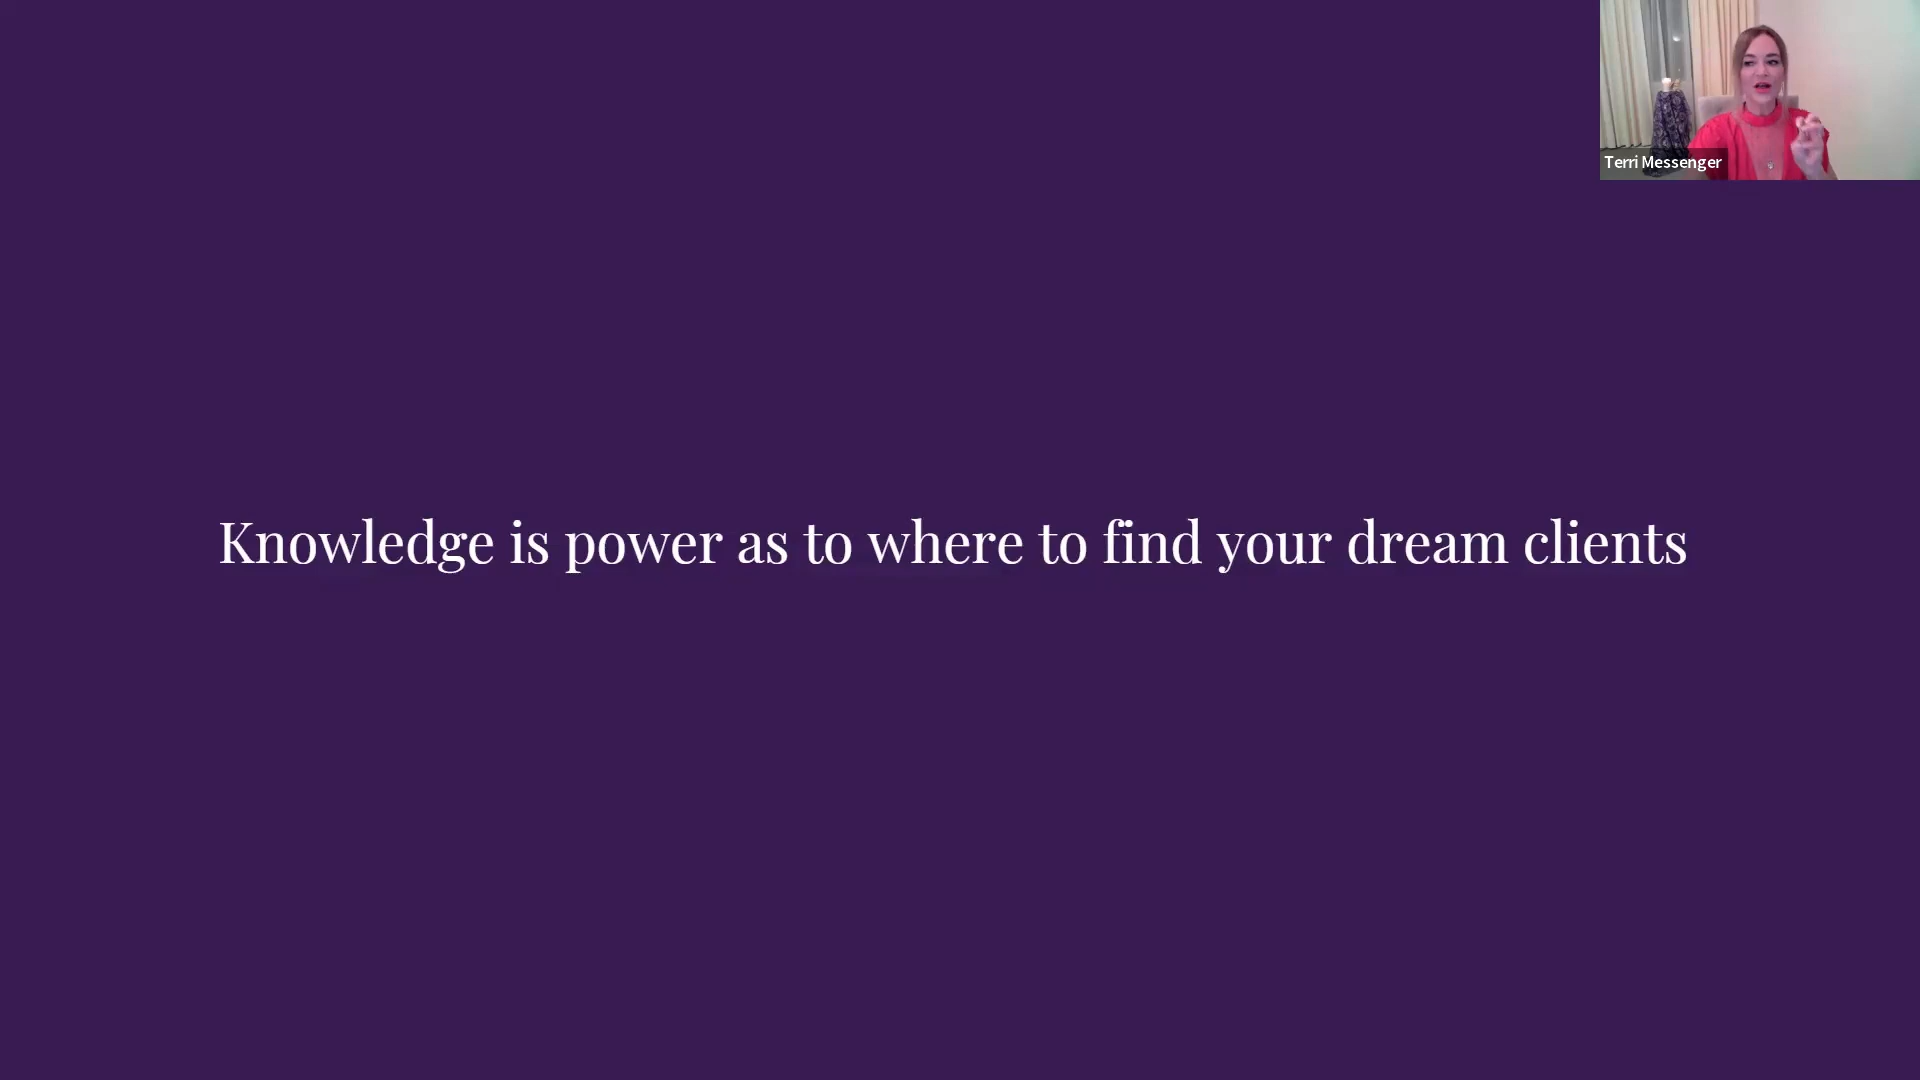 Terri Messenger
Knowledge is power as to where to find your dream clients